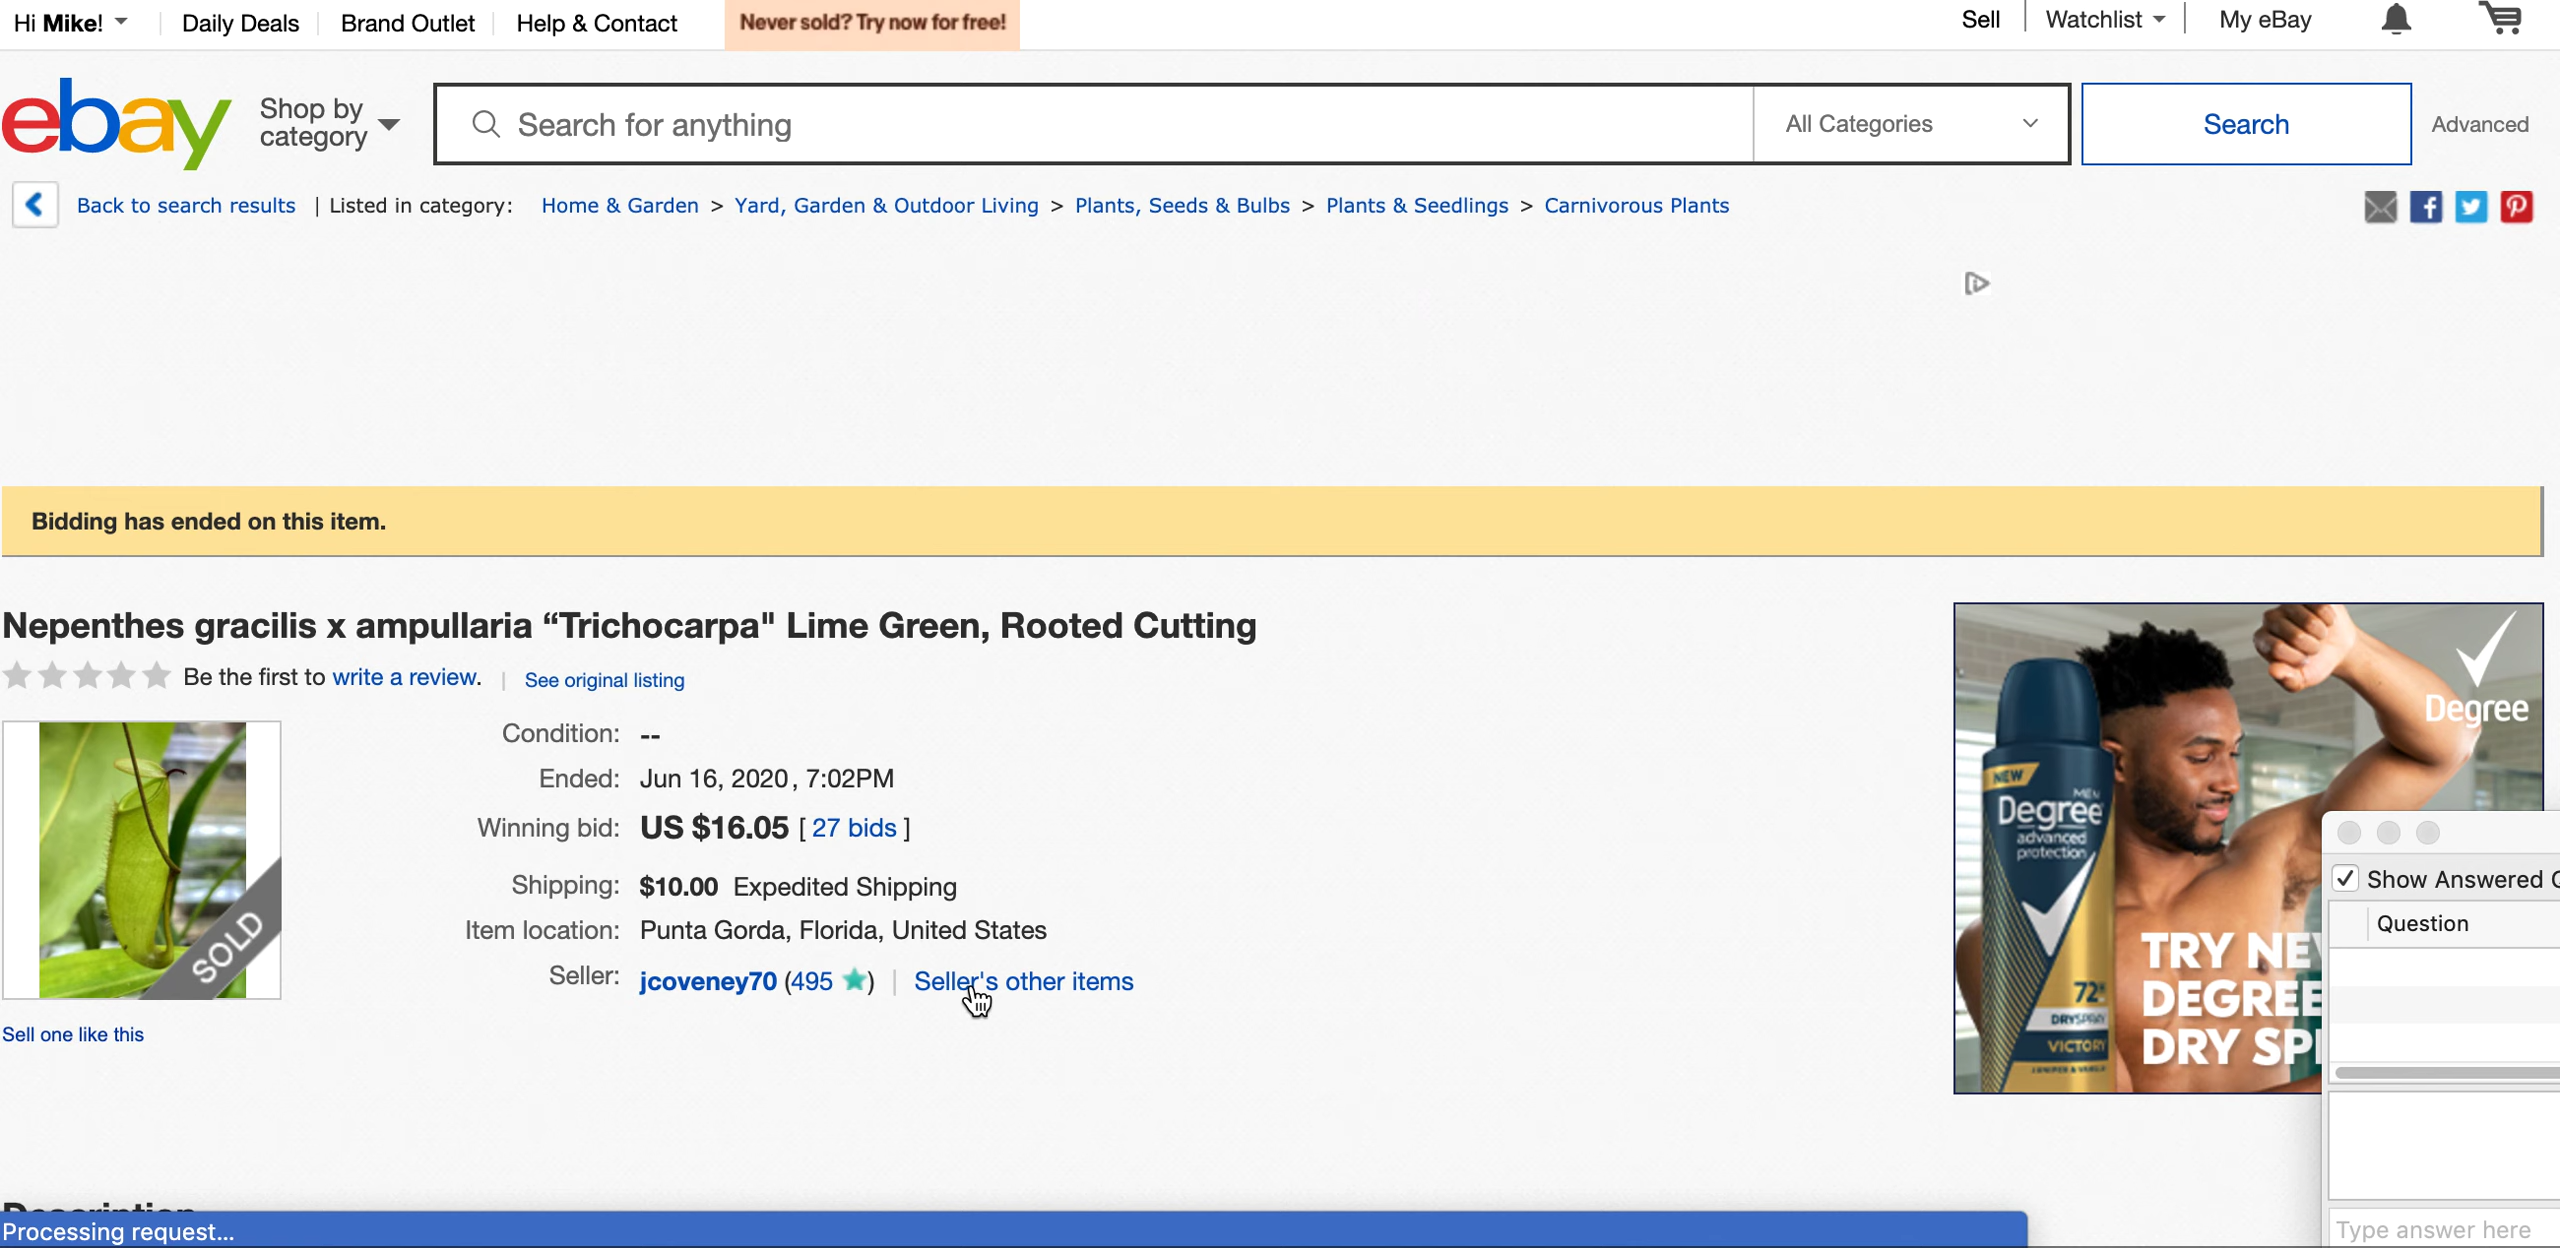 Hi Mike! Daily Deals Brand Outlet Help & Contact Never sold? Try now for free! Sell Watchlist My eBay
ebay Shop by category Search for anything All Categories Search Advanced
Back to search results | Listed in category: Home & Garden > Yard, Garden & Outdoor Living > Plants, Seeds & Bulbs > Plants & Seedlings > Carnivorous Plants
Bidding has ended on this item.
Nepenthes gracilis x ampullaria “Trichocarpa" Lime Green, Rooted Cutting
Be the first to write a review. | See original listing
Condition: --
Ended: Jun 16, 2020 , 7:02PM
Winning bid: US $16.05 [ 27 bids ]
Shipping: $10.00 Expedited Shipping
Item location: Punta Gorda, Florida, United States
Seller: jcoveney70 (495 ) | Seller's other items
SOLD
Sell one like this
Degree
NEW
MEN
Degree
advanced
protection
72
DRYSPRAY
VICTORY
TRY NE
DEGREE
DRY SP
Show Answered
Question
Type answer here
Description
Processing request...